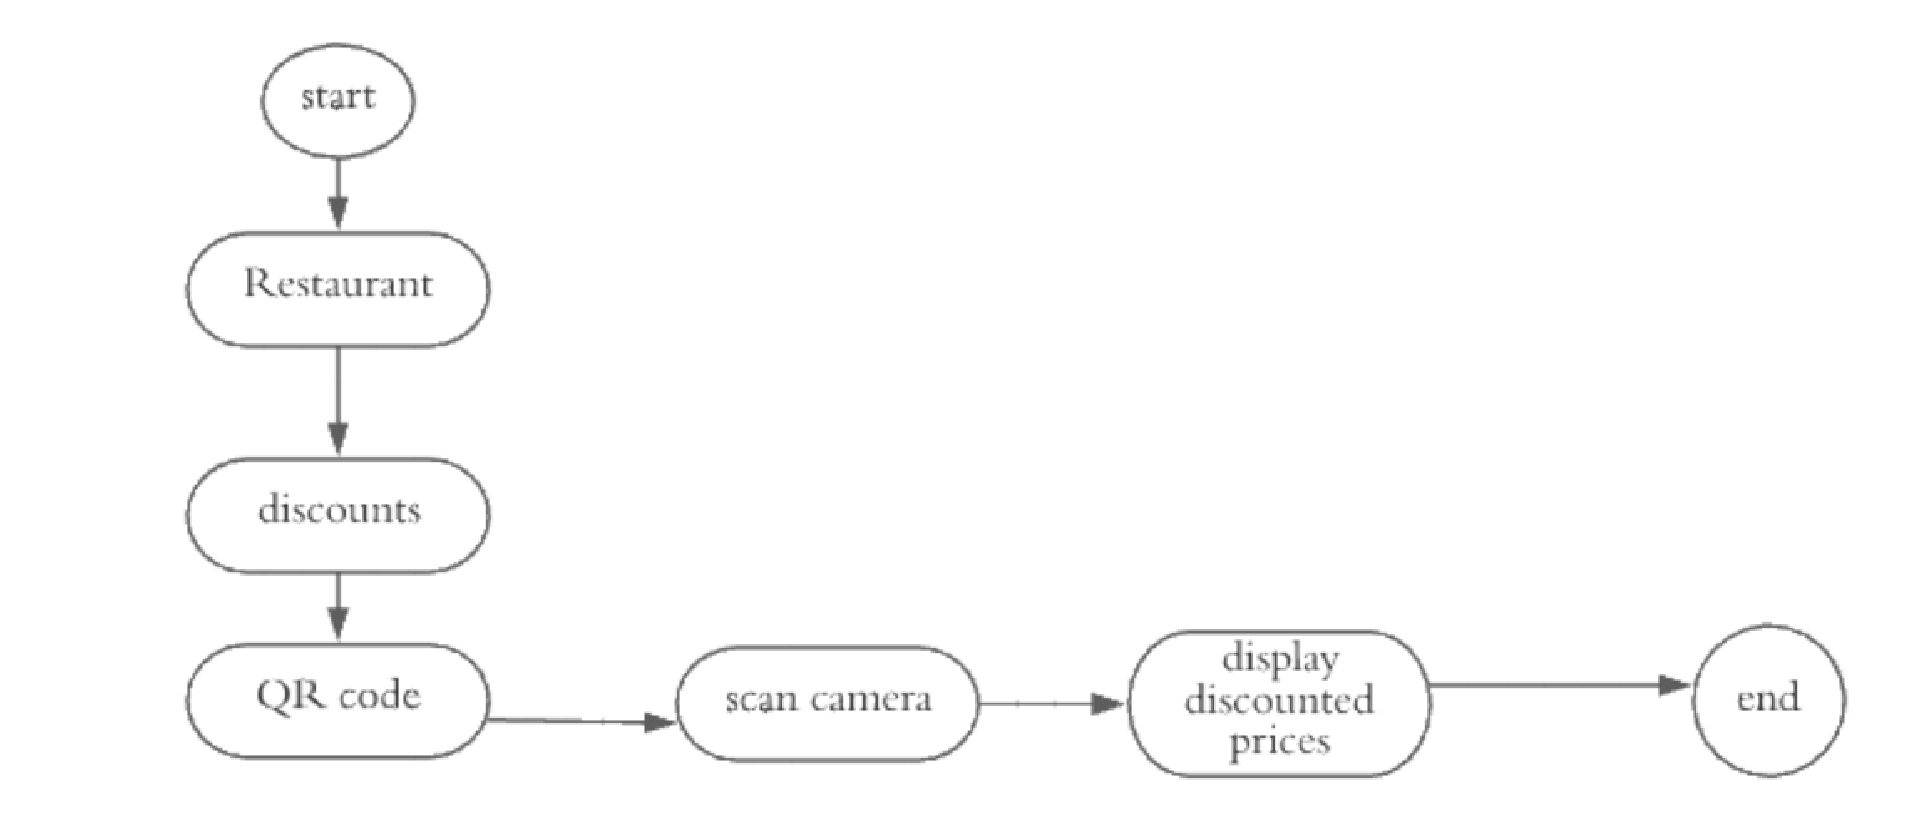 start
Restaurant
discounts
QR code
scan camera
display
discounted
prices
end